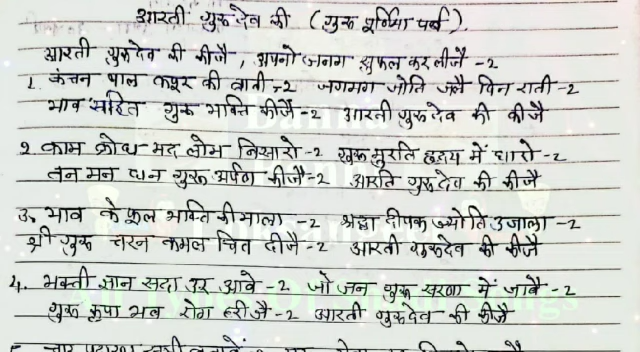 आरती गुरुदेव की (गुरु पूर्णिमा पर्व).
आरती गुरुदेव की कीजै, अपनो जनम सुफल कर लीजै -2
1. कंचन थाल कपूर की वाती -2 जगमग जोति जलै दिन राती -2
भाव सहित गुरु भक्ति कीजै -2 आरती गुरुदेव की कीजै
2. काम क्रोध मद लोभ विसारो -2 गुरु मुरति हृदय में धारो -2
तन मन धन गुरु अर्पण कीजै -2 आरति गुरुदेव की कीजै
3. भाव के फूल भक्ति की माला -2 श्रद्धा दीपक ज्योति उजाला -2
श्री गुरु चरन कमल चित दीजै -2 आरती गुरुदेव की कीजै
4. भक्ती ज्ञान सदा उर आवे -2 जो जन गुरु सरण में जावै -2
गुरु कृपा भव रोग हरीजै -2 आरती गुरुदेव की कीजै